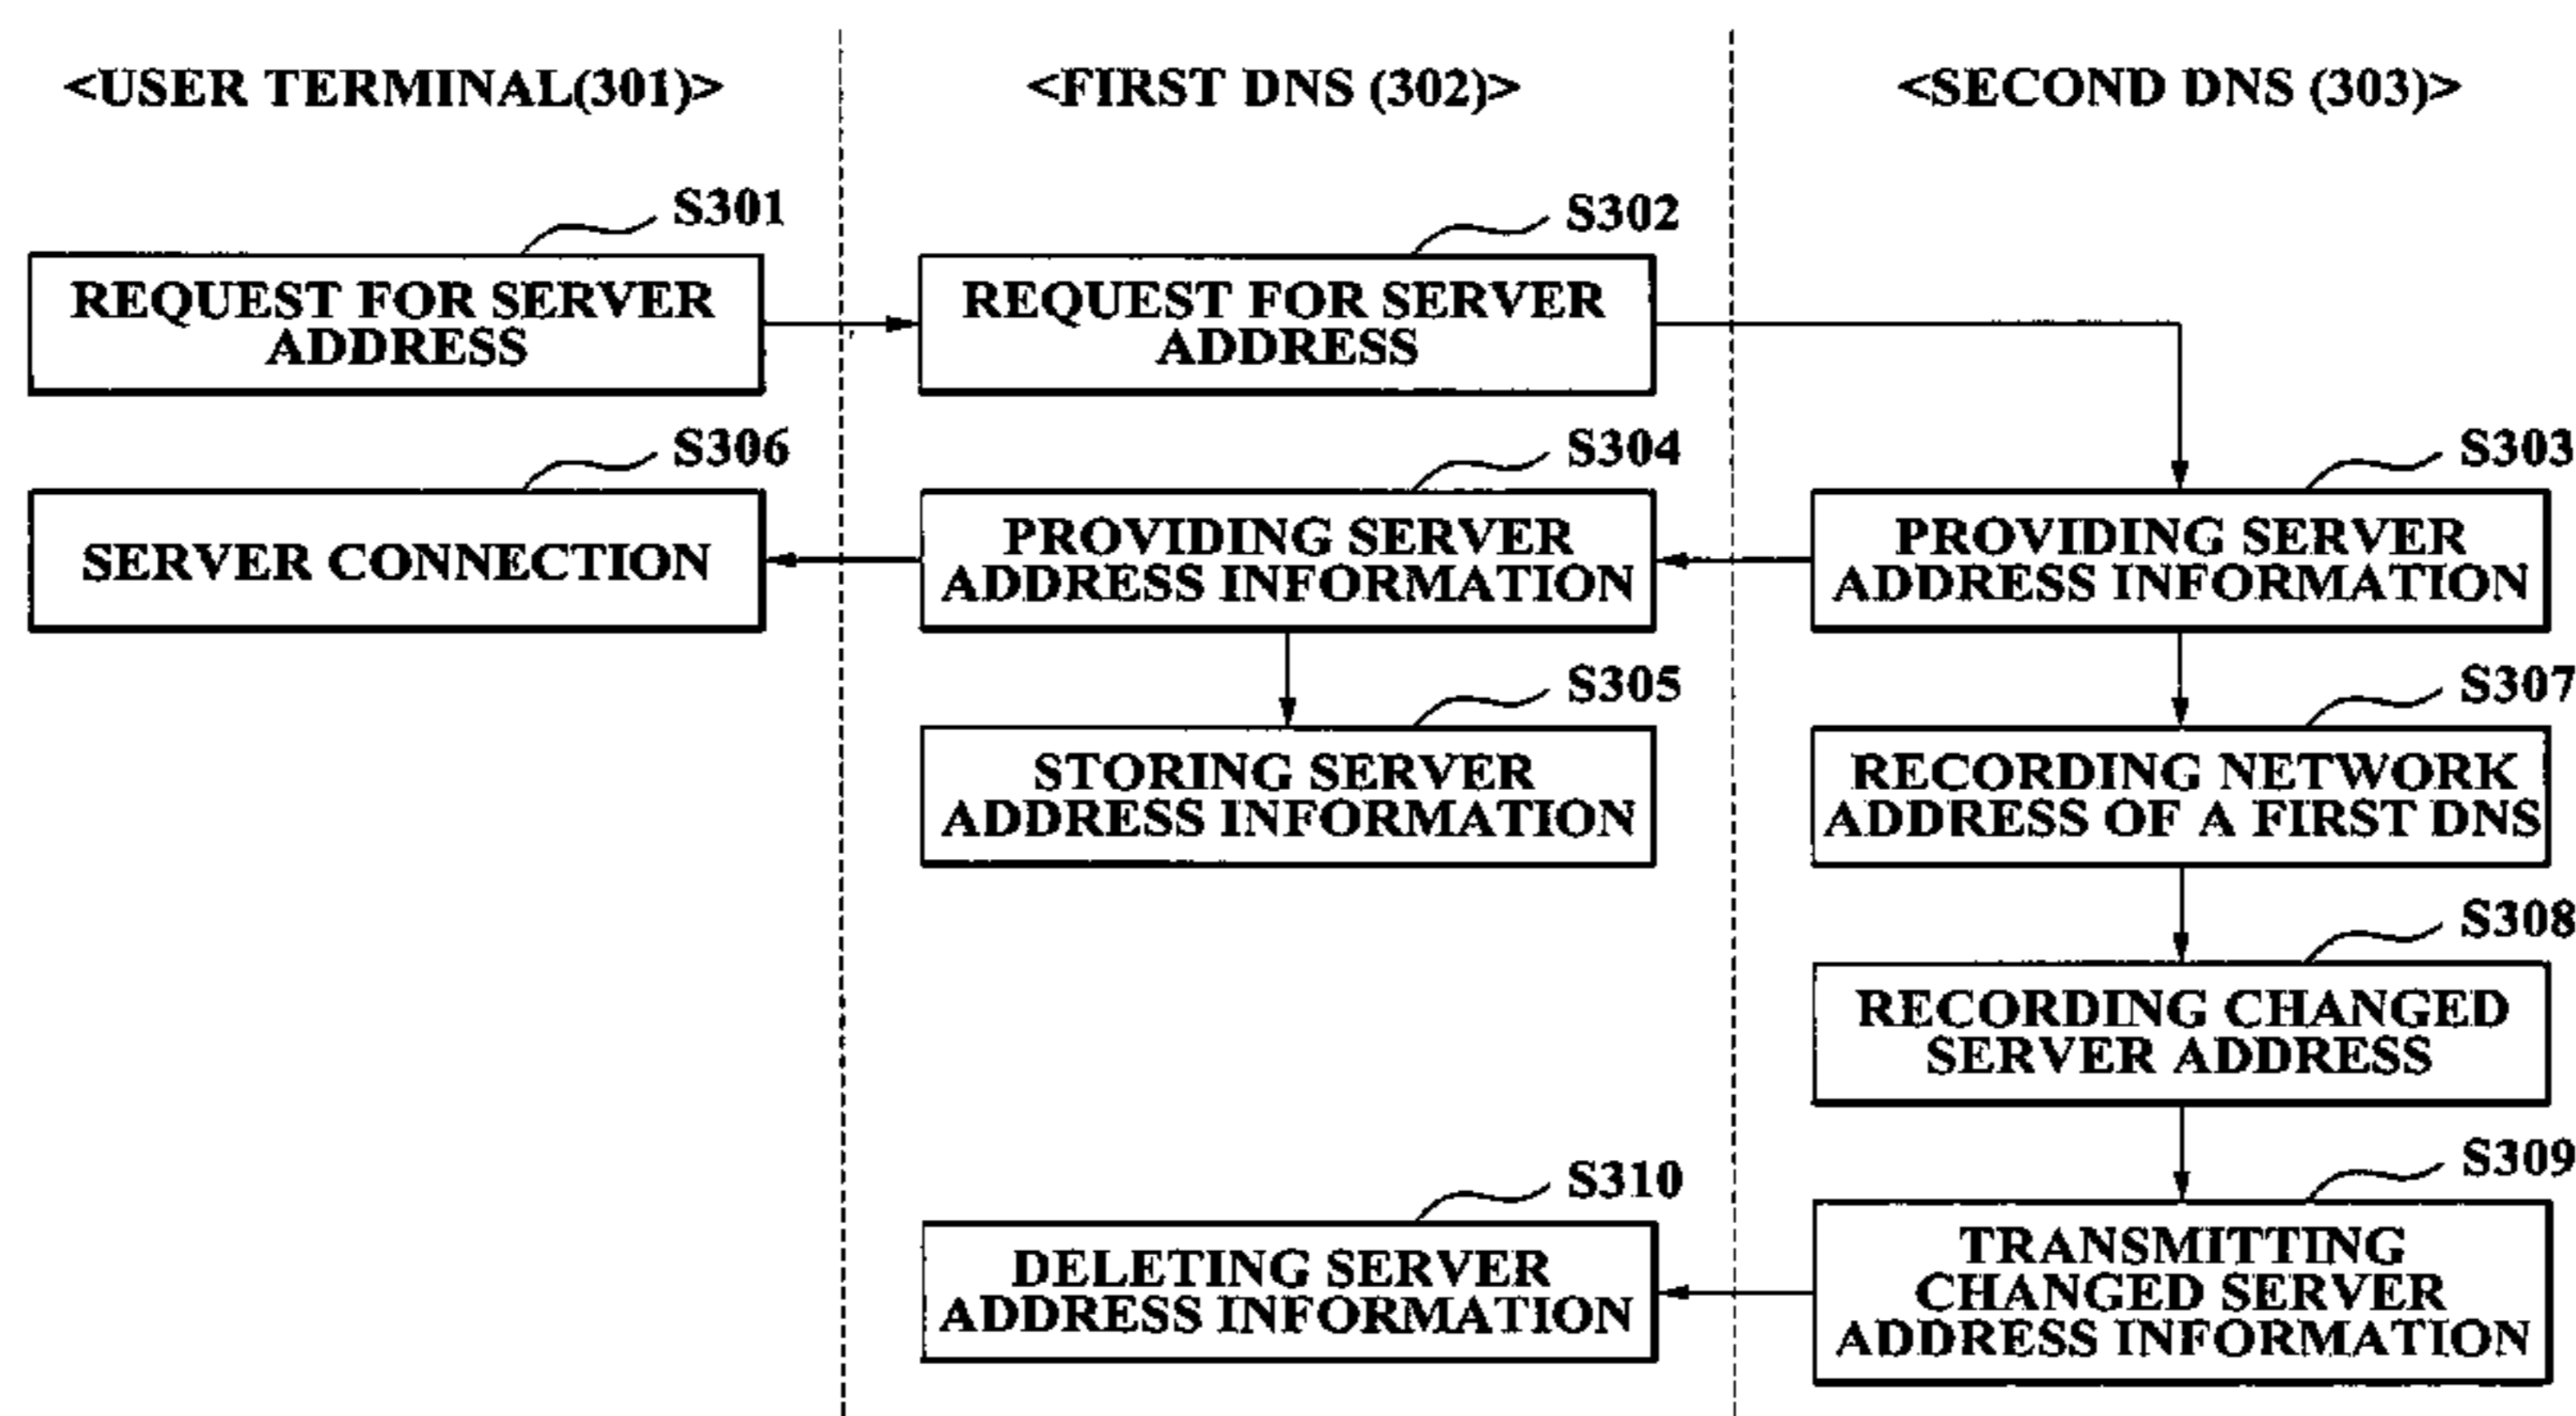 <USER TERMINAL(301)>
<FIRST DNS (302)>
<SECOND DNS (303)>
S301
REQUEST FOR SERVER
ADDRESS
S302
REQUEST FOR SERVER
ADDRESS
S306
SERVER CONNECTION
S304
PROVIDING SERVER
ADDRESS INFORMATION
S303
PROVIDING SERVER
ADDRESS INFORMATION
S305
STORING SERVER
ADDRESS INFORMATION
S307
RECORDING NETWORK
ADDRESS OF A FIRST DNS
S308
RECORDING CHANGED
SERVER ADDRESS
S310
DELETING SERVER
ADDRESS INFORMATION
S309
TRANSMITTING
CHANGED SERVER
ADDRESS INFORMATION